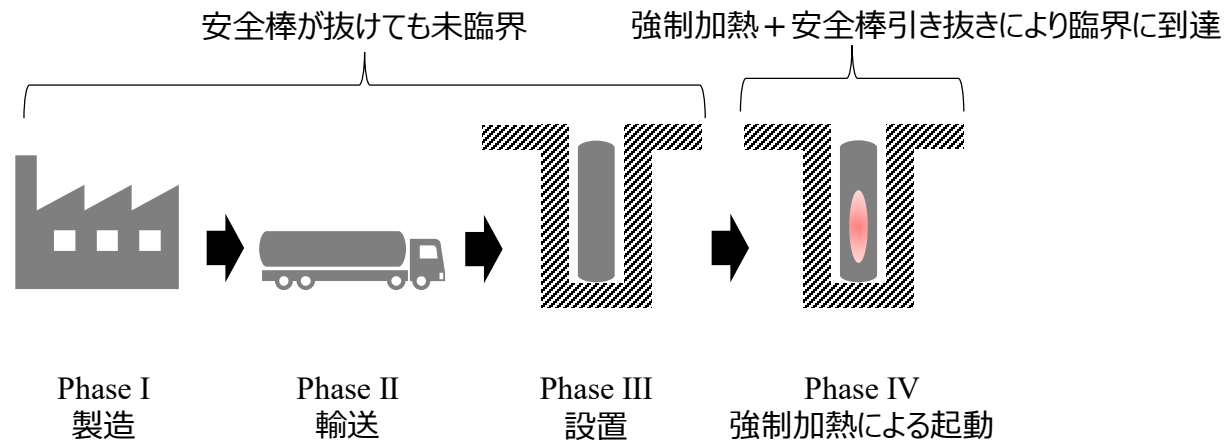 安全棒が抜けても未臨界
強制加熱+安全棒引き抜きにより臨界に到達
Phase I
製造
Phase II
輸送
Phase III
設置
Phase IV
強制加熱による起動